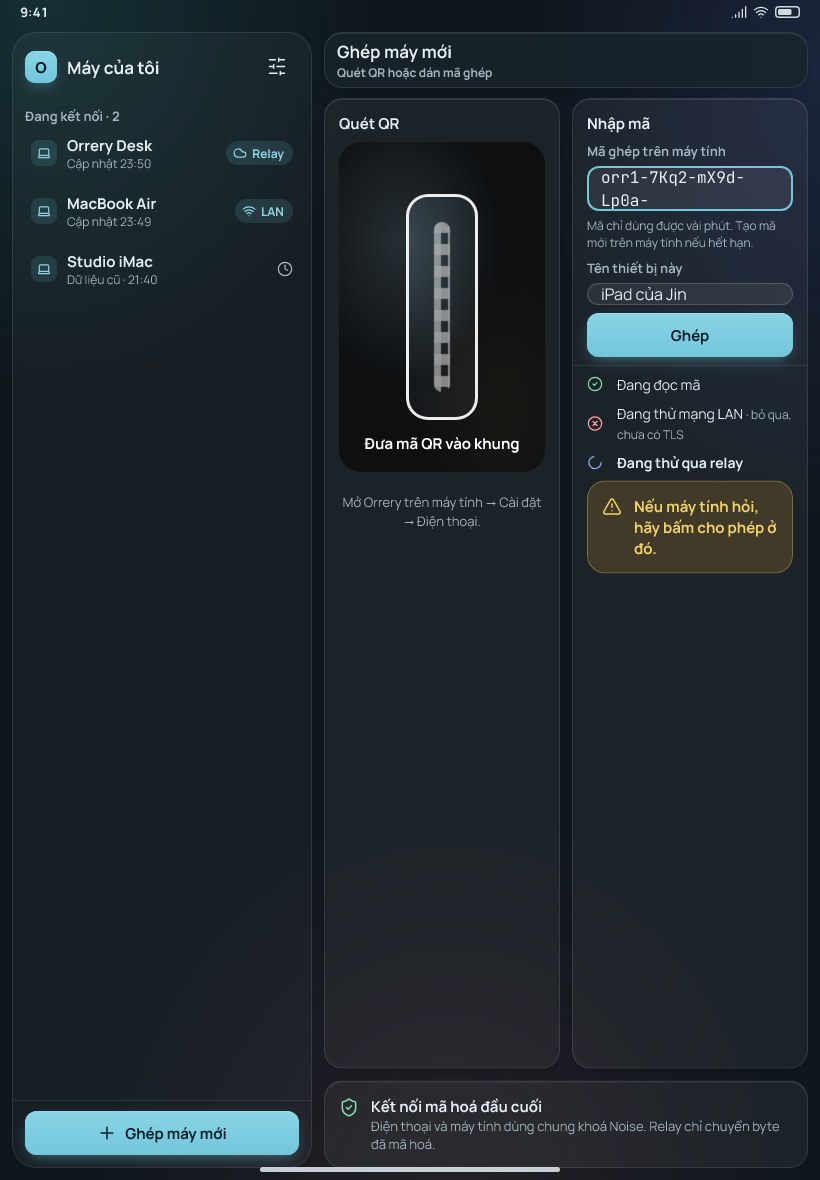 9:41
O
Máy của tôi
Đang kết nối · 2
Orrery Desk
Cập nhật 23:50
Relay
MacBook Air
Cập nhật 23:49
LAN
Studio iMac
Dữ liệu cũ · 21:40
Ghép máy mới
Ghép máy mới
Quét QR hoặc dán mã ghép
Quét QR
Đưa mã QR vào khung
Mở Orrery trên máy tính → Cài đặt
→ Điện thoại.
Nhập mã
Mã ghép trên máy tính
orr1-7Kq2-mX9d-
Lp0a-
Mã chỉ dùng được vài phút. Tạo mã
mới trên máy tính nếu hết hạn.
Tên thiết bị này
iPad của Jin
Ghép
Đang đọc mã
Đang thử mạng LAN · bỏ qua,
chưa có TLS
Đang thử qua relay
Nếu máy tính hỏi,
hãy bấm cho phép ở
đó.
Kết nối mã hoá đầu cuối
Điện thoại và máy tính dùng chung khoá Noise. Relay chỉ chuyển byte
đã mã hoá.